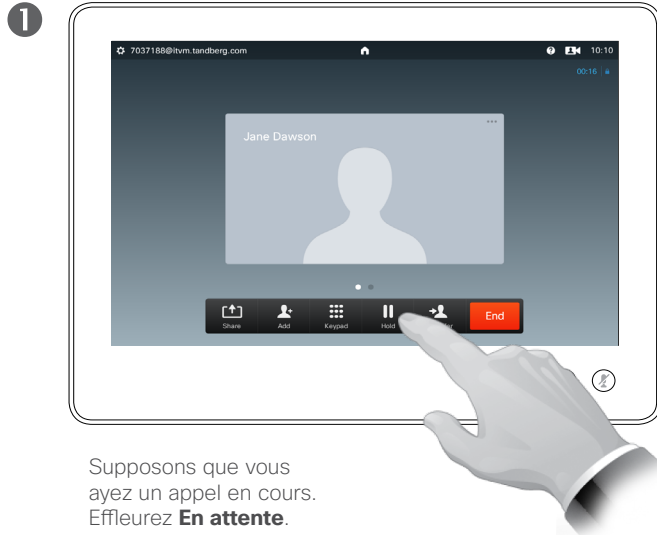 1
7037188@itvm.tandberg.com
10:10
00:16
Jane Dawson
Share Add Keypad Hold End
Supposons que vous
ayez un appel en cours.
Effleurez En attente.